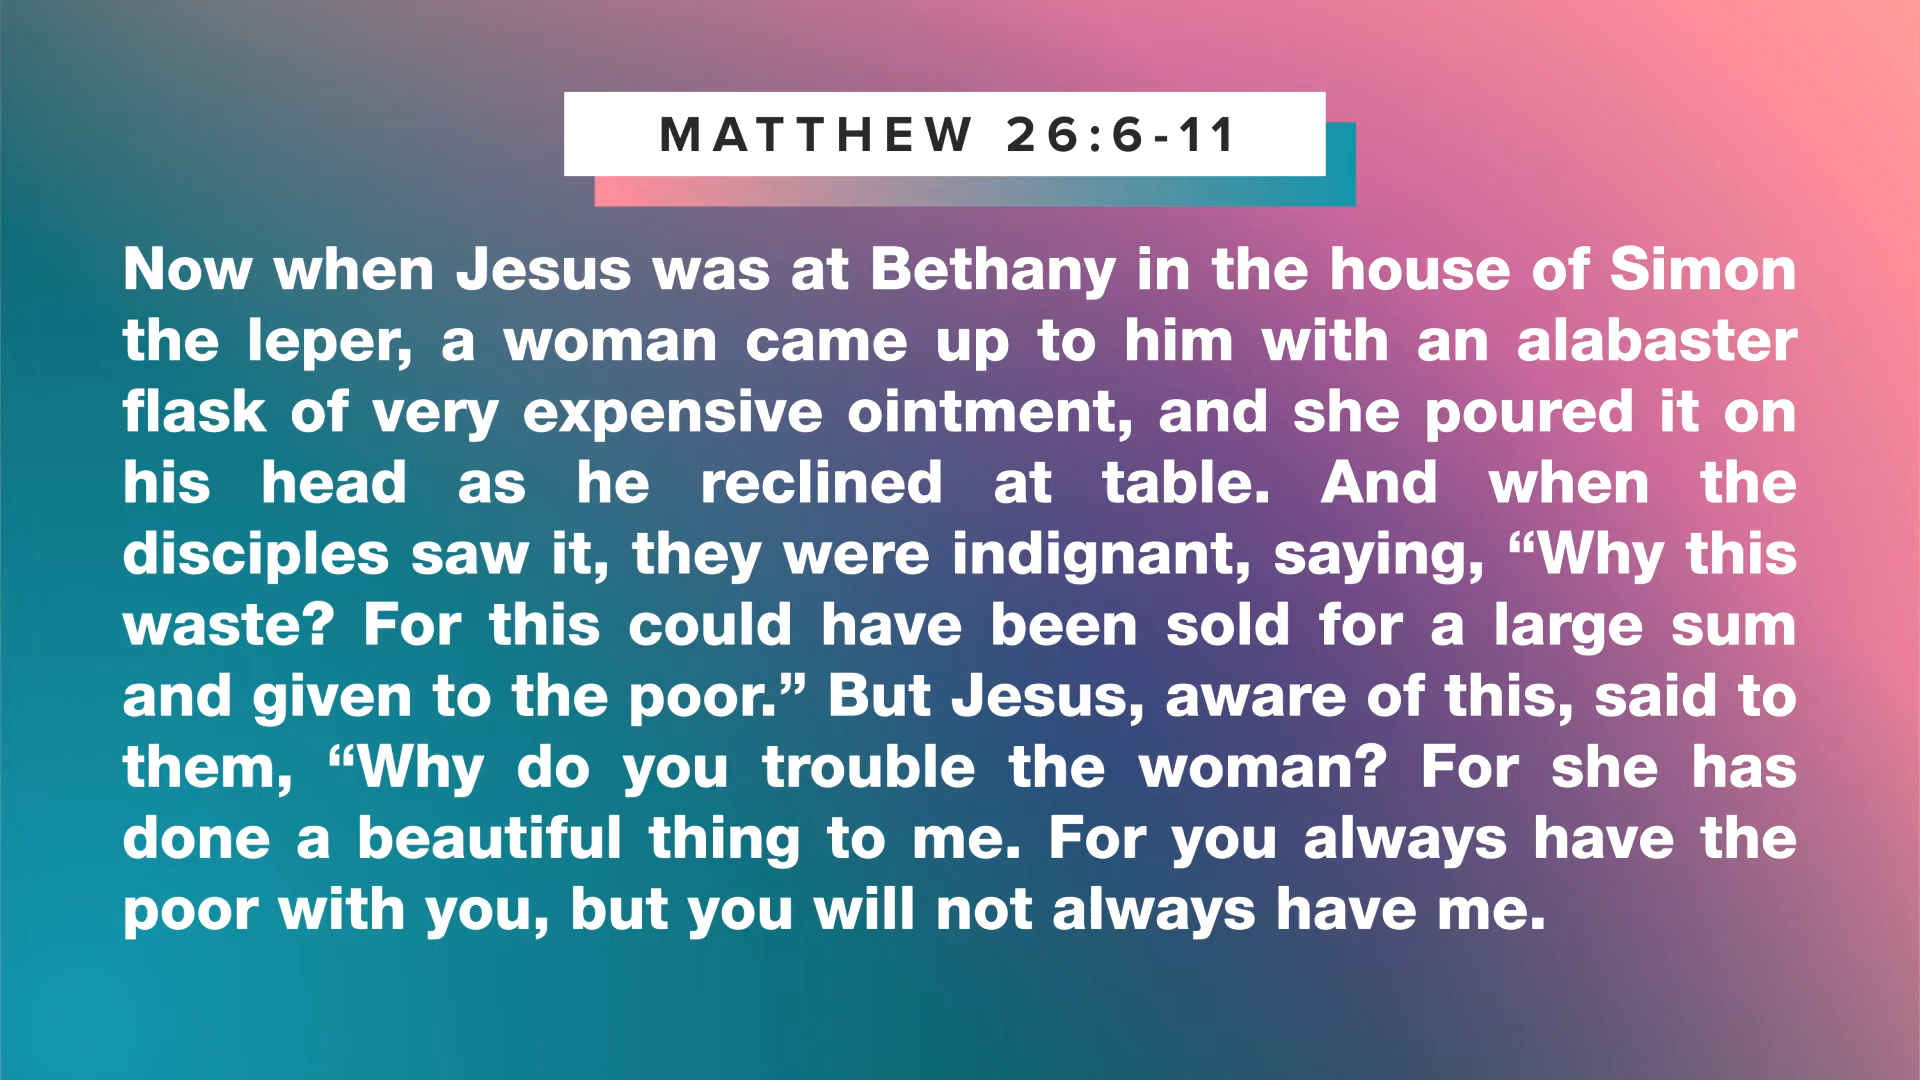 MATTHEW 26:6-11
Now when Jesus was at Bethany in the house of Simon
the leper, a woman came up to him with an alabaster
flask of very expensive ointment, and she poured it on
his head as he reclined at table. And when the
disciples saw it, they were indignant, saying, “Why this
waste? For this could have been sold for a large sum
and given to the poor.” But Jesus, aware of this, said to
them, “Why do you trouble the woman? For she has
done a beautiful thing to me. For you always have the
poor with you, but you will not always have me.